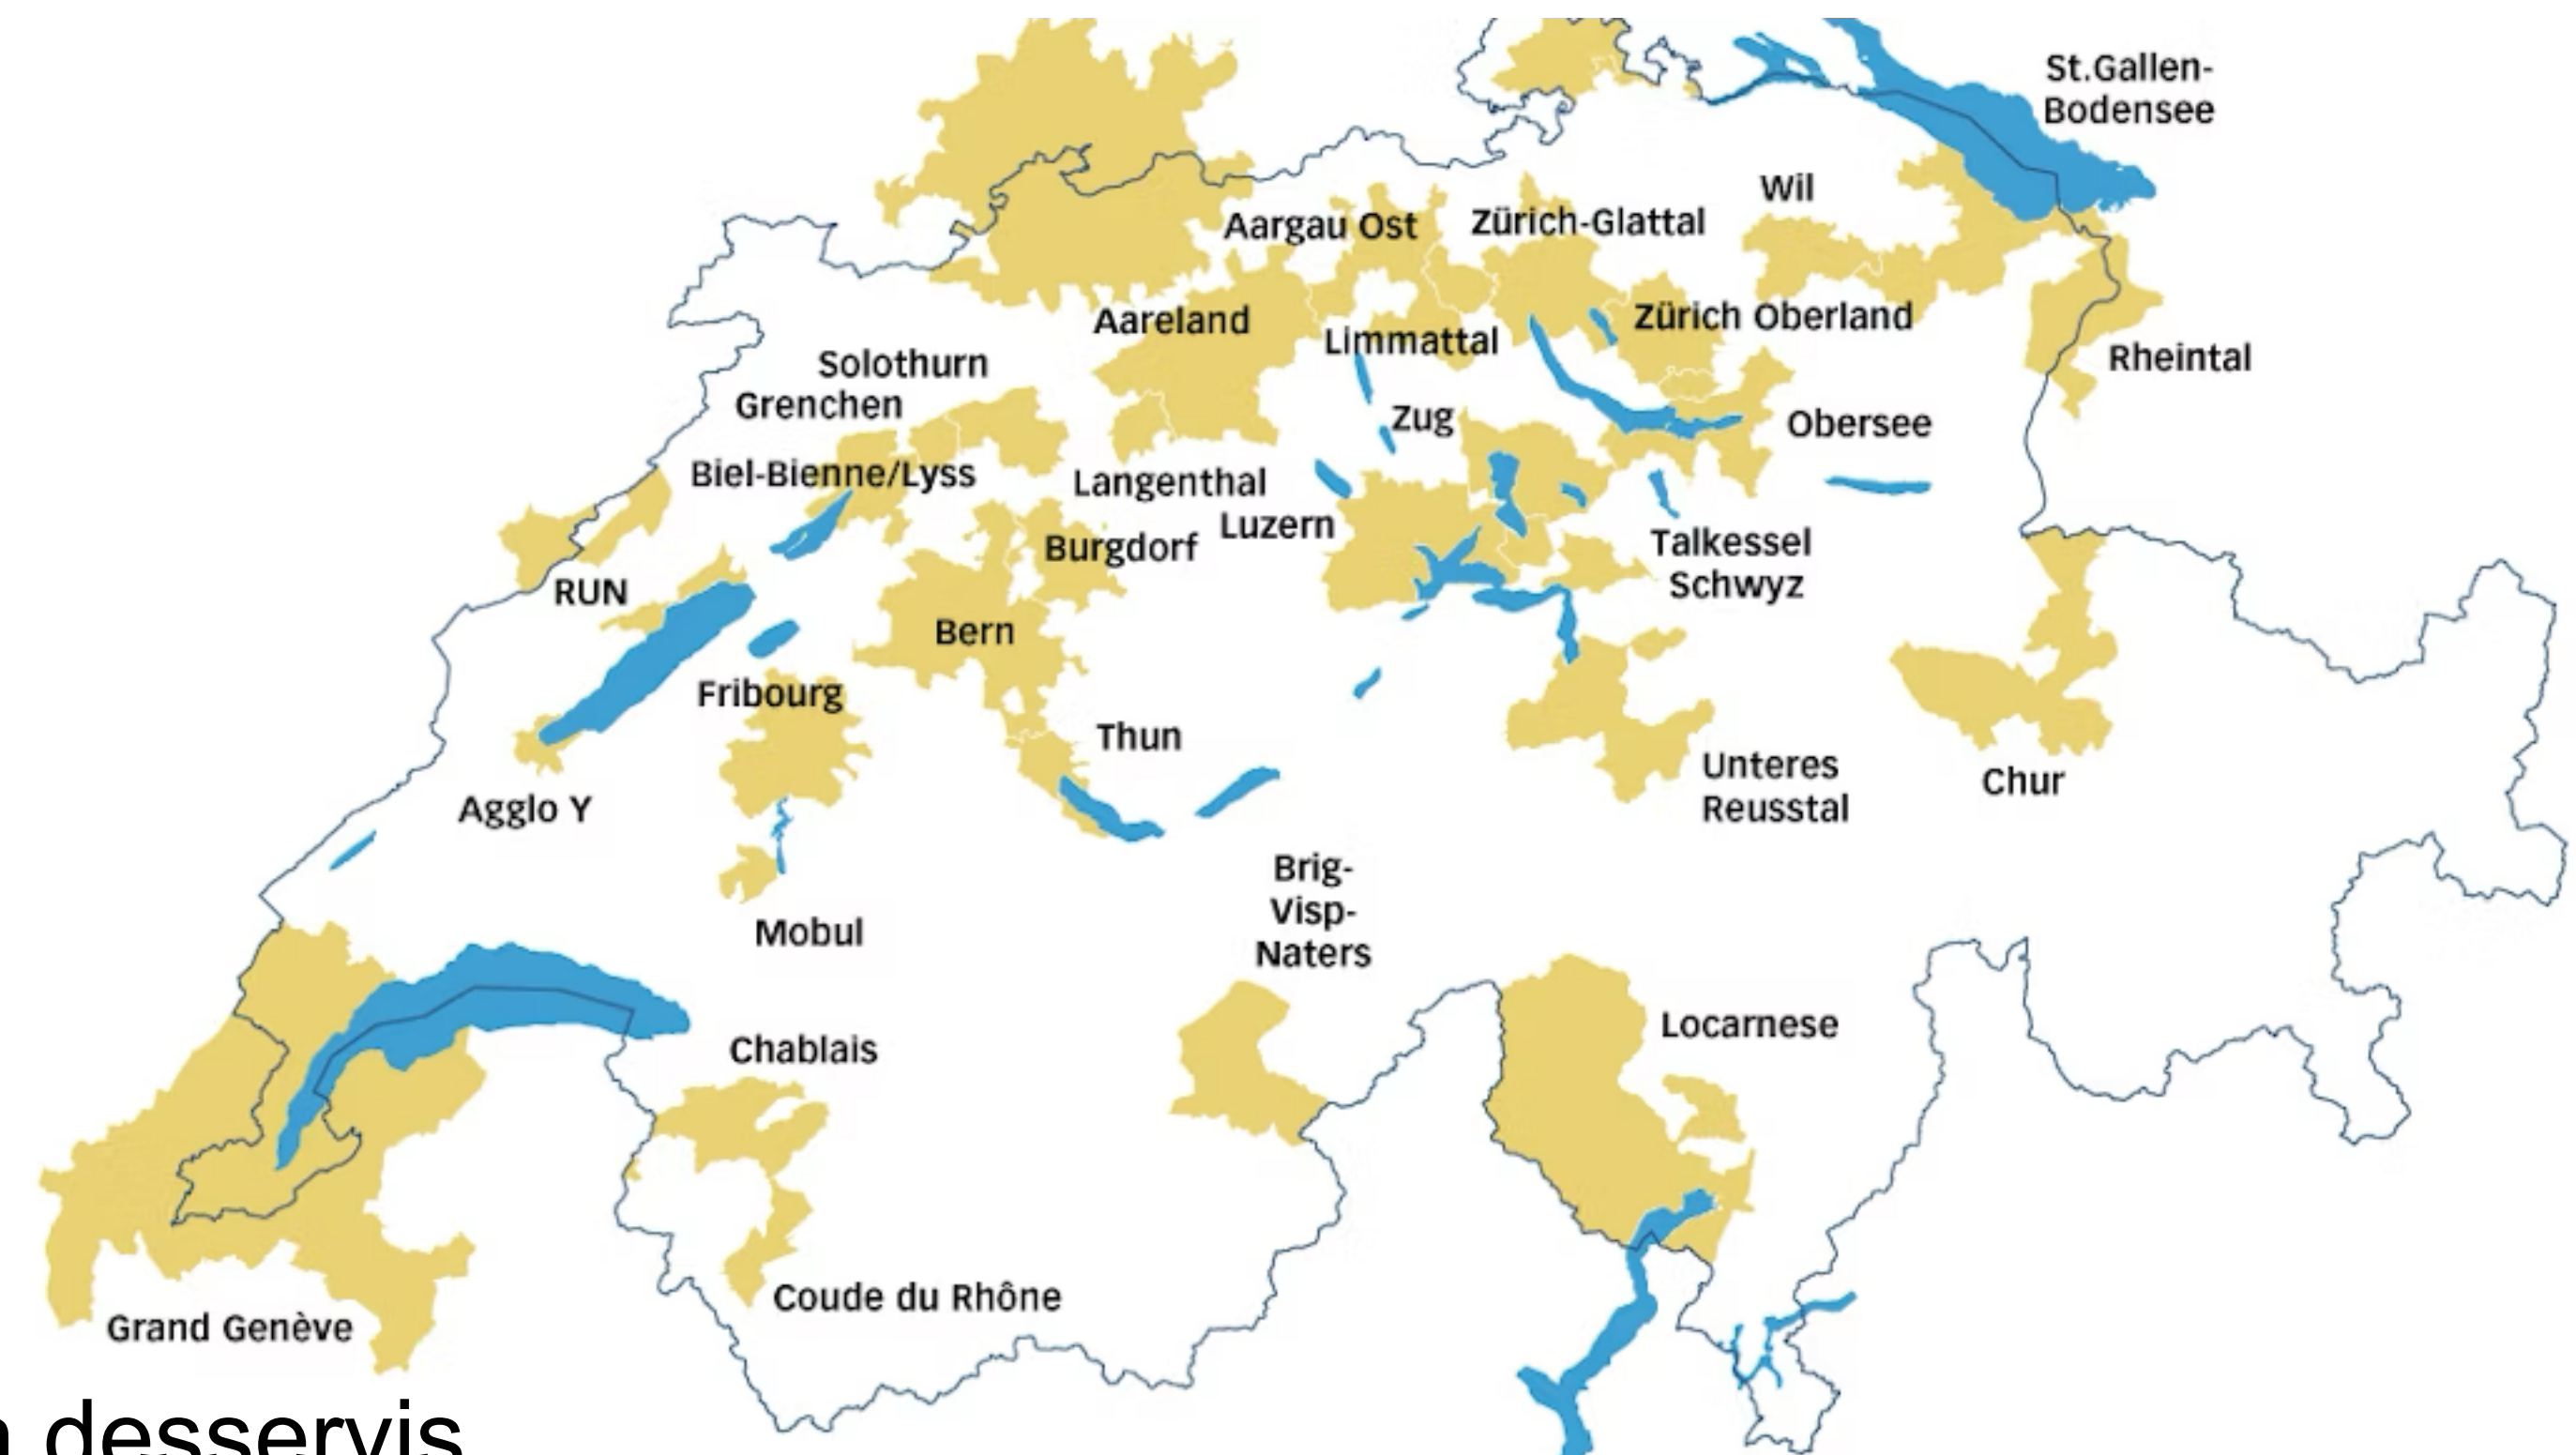 St.Gallen-
Bodensee
Wil
Aargau Ost
Zürich-Glattal
Aareland
Limmattal
Zürich Oberland
Rheintal
Solothurn
Grenchen
Zug
Obersee
Biel-Bienne/Lyss
Langenthal
Luzern
Burgdorf
Talkessel
Schwyz
RUN
Bern
Fribourg
Thun
Unteres
Reusstal
Chur
Agglo Y
Brig-
Visp-
Naters
Mobul
Locarnese
Chablais
Coude du Rhône
Grand Genève
desservis